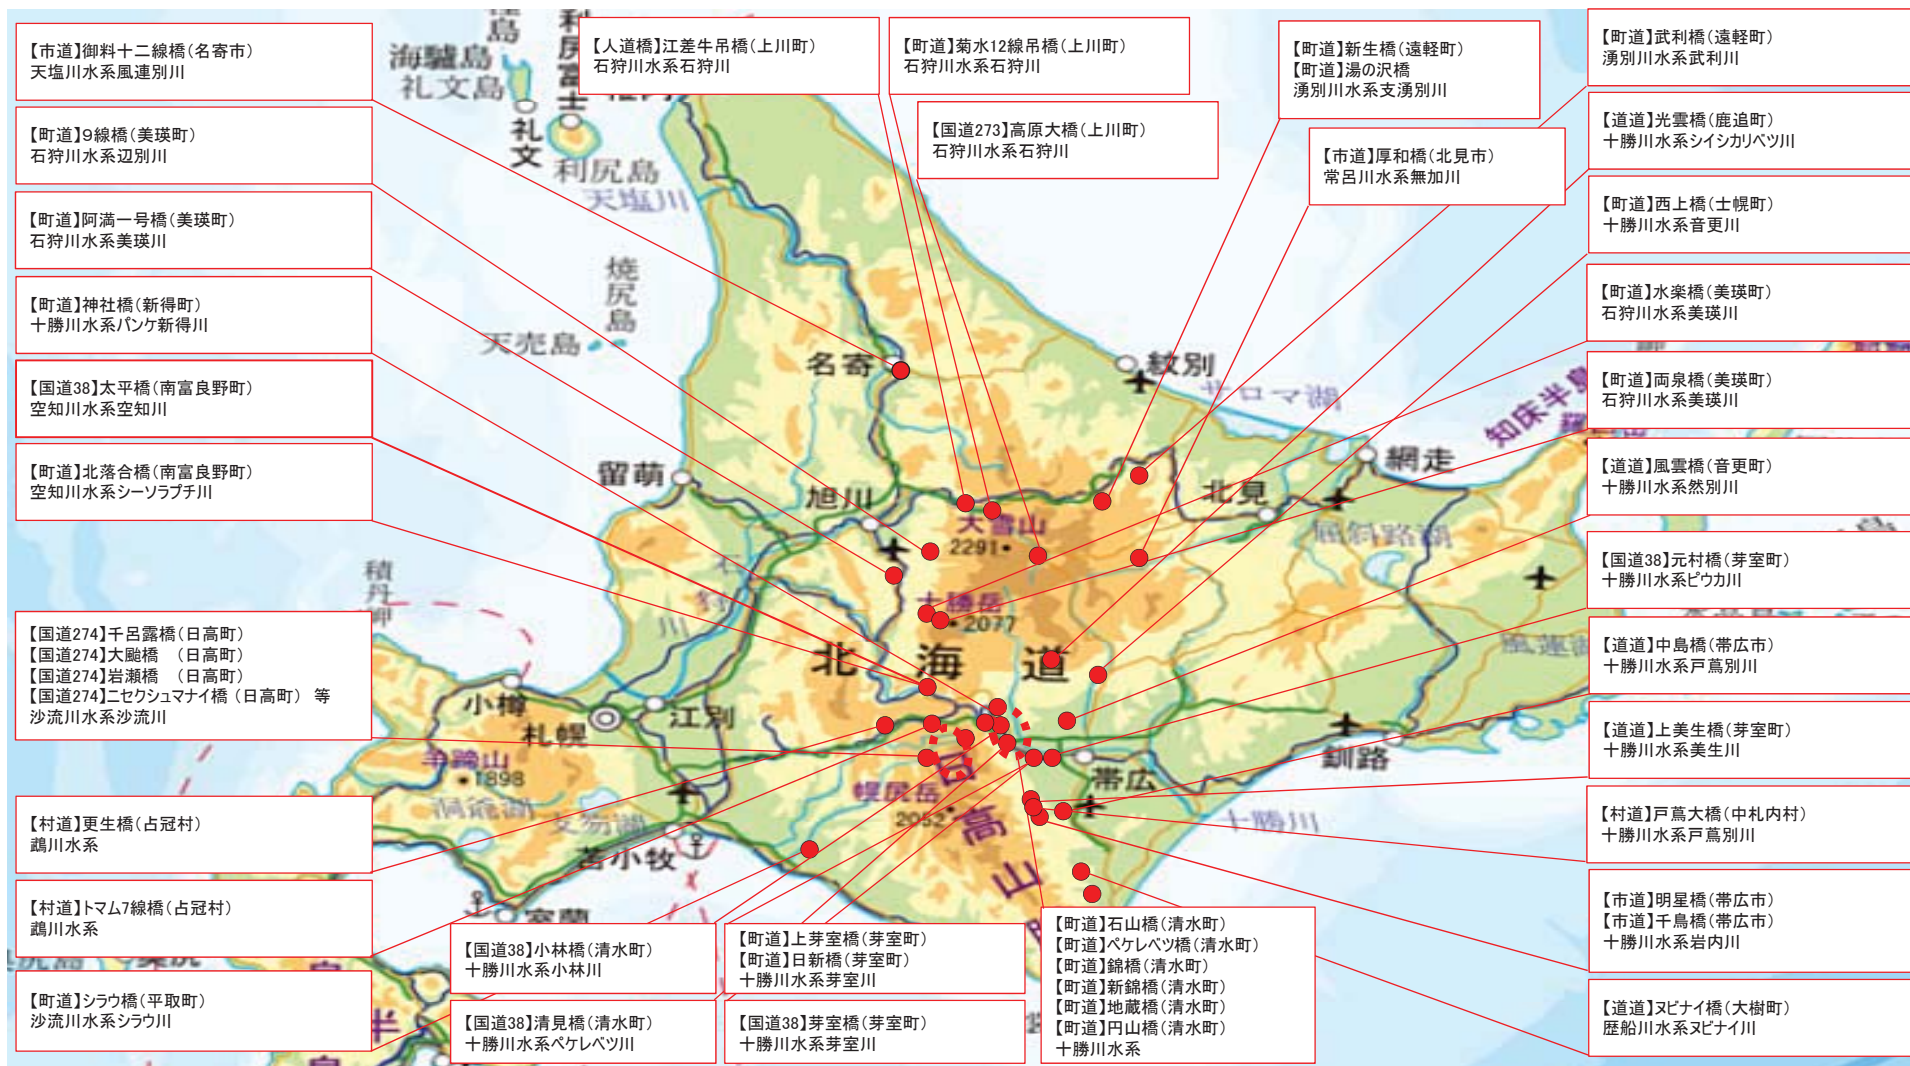 【市道】御料十二線橋(名寄市)
天塩川水系風連別川
【町道】9線橋(美瑛町)
石狩川水系辺別川
【町道】阿満一号橋(美瑛町)
石狩川水系美瑛川
【町道】神社橋(新得町)
十勝川水系パンケ新得川
【国道38】太平橋(南富良野町)
空知川水系空知川
【町道】北落合橋(南富良野町)
空知川水系シーソラプチ川
【国道274】千呂露橋(日高町)
【国道274】大颱橋 (日高町)
【国道274】岩瀬橋 (日高町)
【国道274】ニセクシュマナイ橋(日高町) 等
沙流川水系沙流川
【村道】更生橋(占冠村)
鵡川水系
【村道】トマム7線橋(占冠村)
鵡川水系
【町道】シラウ橋(平取町)
沙流川水系シラウ川
【人道橋】江差牛吊橋(上川町)
石狩川水系石狩川
【町道】菊水12線吊橋(上川町)
石狩川水系石狩川
【国道273】高原大橋(上川町)
石狩川水系石狩川
【町道】新生橋(遠軽町)
【町道】湯の沢橋
湧別川水系支湧別川
【市道】厚和橋(北見市)
常呂川水系無加川
【町道】武利橋(遠軽町)
湧別川水系武利川
【道道】光雲橋(鹿追町)
十勝川水系シイシカリベツ川
【町道】西上橋(士幌町)
十勝川水系音更川
【町道】水楽橋(美瑛町)
石狩川水系美瑛川
【町道】両泉橋(美瑛町)
石狩川水系美瑛川
【道道】風雲橋(音更町)
十勝川水系然別川
【国道38】元村橋(芽室町)
十勝川水系ピウカ川
【道道】中島橋(帯広市)
十勝川水系戸蔦別川
【道道】上美生橋(芽室町)
十勝川水系美生川
【村道】戸蔦大橋(中札内村)
十勝川水系戸蔦別川
【市道】明星橋(帯広市)
【市道】千鳥橋(帯広市)
十勝川水系岩内川
【道道】ヌビナイ橋(大樹町)
歴船川水系ヌビナイ川
【国道38】小林橋(清水町)
十勝川水系小林川
【国道38】清見橋(清水町)
十勝川水系ペケレベツ川
【町道】上芽室橋(芽室町)
【町道】日新橋(芽室町)
十勝川水系芽室川
【国道38】芽室橋(芽室町)
十勝川水系芽室川
【町道】石山橋(清水町)
【町道】ペケレベツ橋(清水町)
【町道】錦橋(清水町)
【町道】新錦橋(清水町)
【町道】地蔵橋(清水町)
【町道】円山橋(清水町)
十勝川水系
海驢島
礼文島
礼文
利尻富士
利尻島
天塩川
焼尻島
天売島
名寄
紋別
サロマ湖
知床半島
網走
北見
屈斜路湖
留萌
旭川
大雪山
2291
十勝岳
2077
北海道
積丹岬
小樽
札幌
江別
羊蹄山
1898
洞爺湖
支笏湖
苫小牧
室蘭
幌尻岳
2052
日高山
帯広
十勝川
釧路
風蓮湖
石狩川